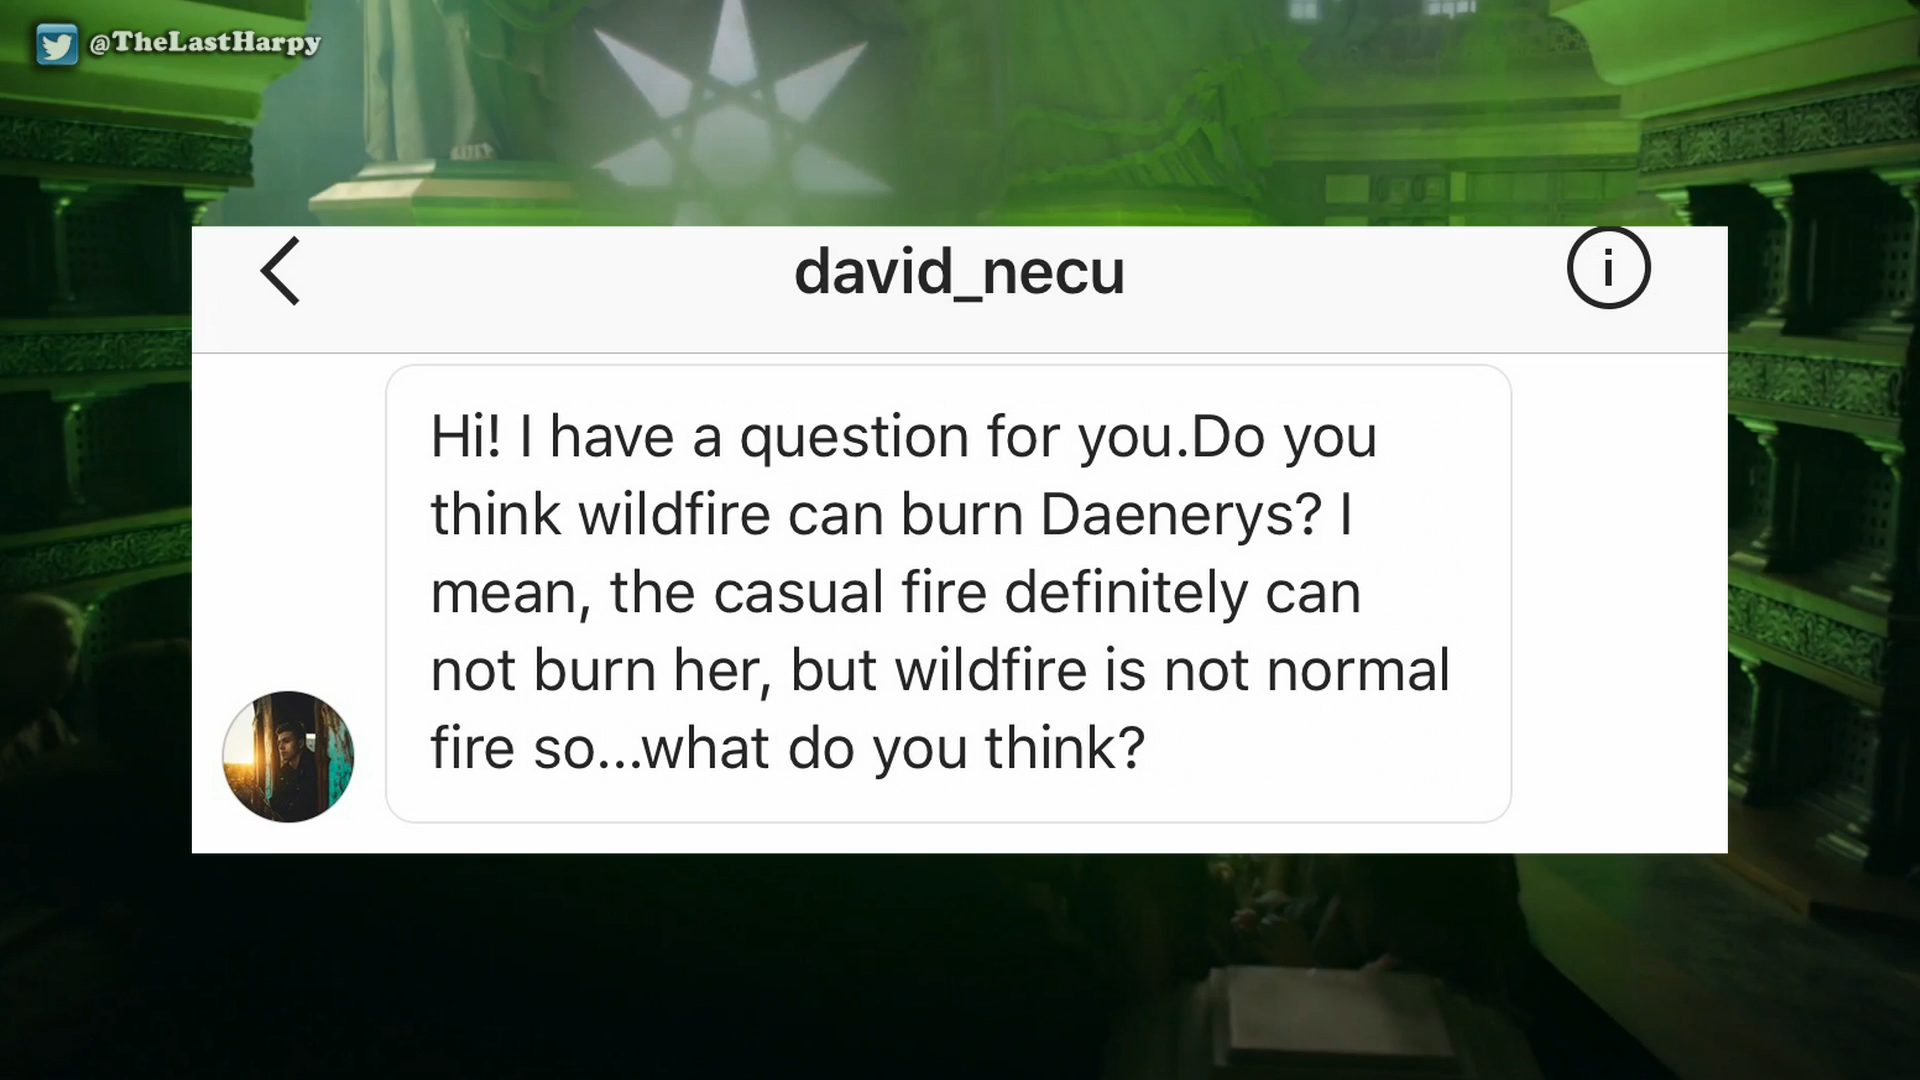 @TheLastHarpy
david_necu
Hi! I have a question for you.Do you
think wildfire can burn Daenerys? I
mean, the casual fire definitely can
not burn her, but wildfire is not normal
fire so...what do you think?